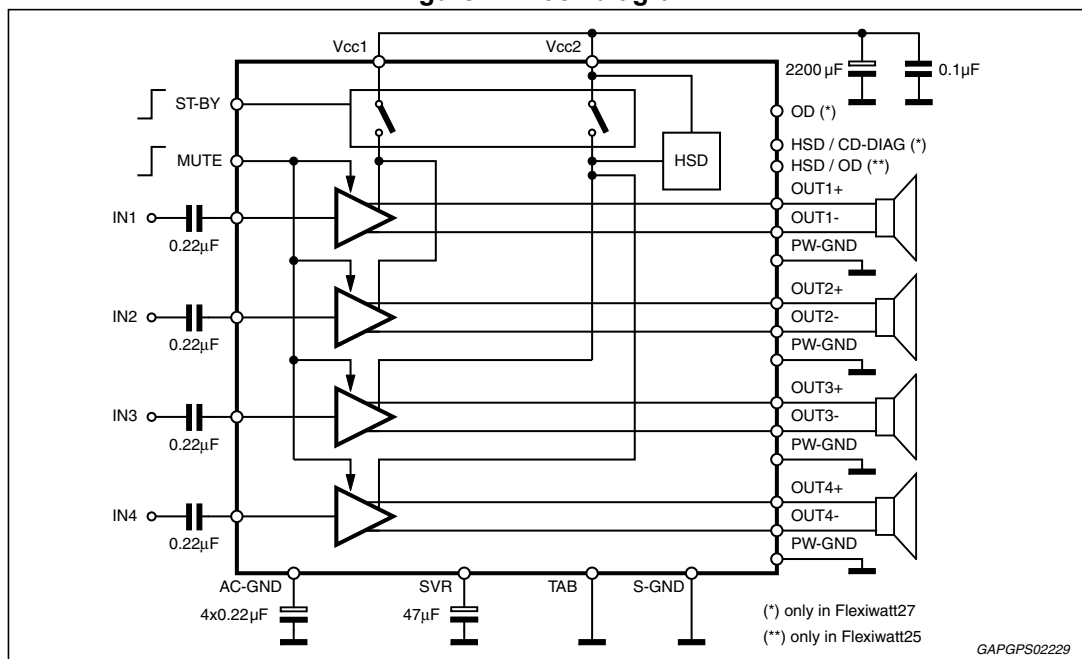 Vcc1
Vcc2
2200 µF
0.1µF
ST-BY
OD (*)
HSD / CD-DIAG (*)
MUTE
HSD
HSD / OD (**)
OUT1+
IN1
OUT1-
0.22µF
PW-GND
OUT2+
IN2
OUT2-
0.22µF
PW-GND
OUT3+
IN3
OUT3-
0.22µF
PW-GND
OUT4+
IN4
OUT4-
0.22µF
PW-GND
AC-GND
SVR
TAB
S-GND
4x0.22µF
47µF
(*) only in Flexiwatt27
(**) only in Flexiwatt25
GAPGPS02229